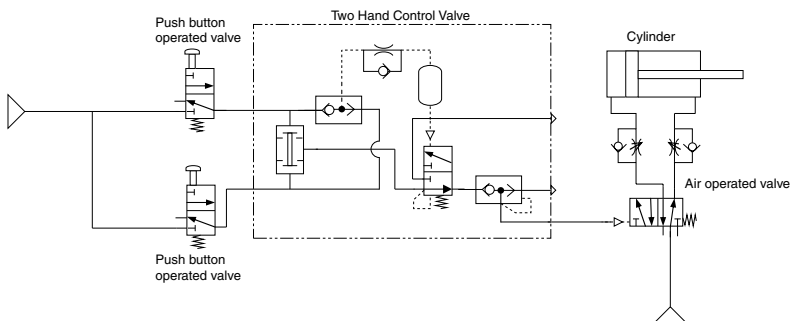 Two Hand Control Valve
Push button
operated valve
Cylinder
Air operated valve
Push button
operated valve